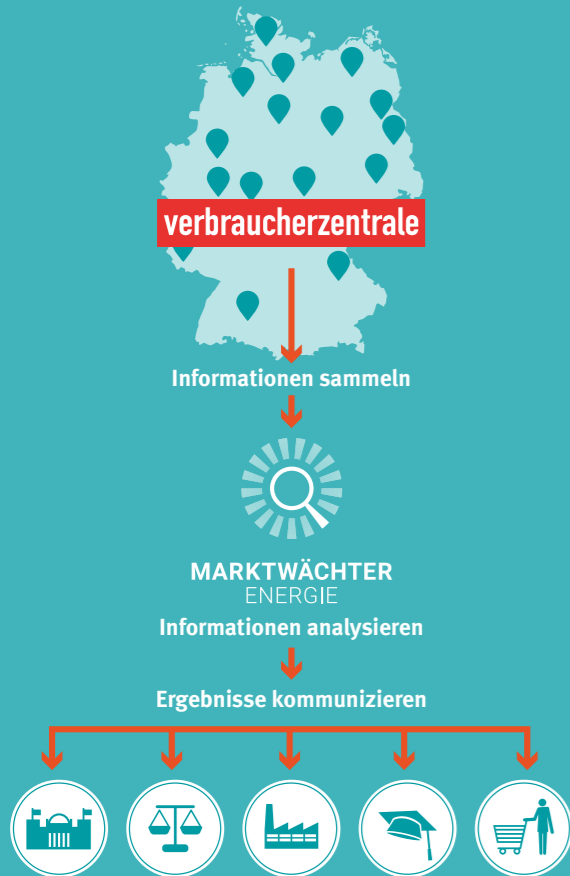 verbraucherzentrale
Informationen sammeln
MARKTWÄCHTER
ENERGIE
Informationen analysieren
Ergebnisse kommunizieren